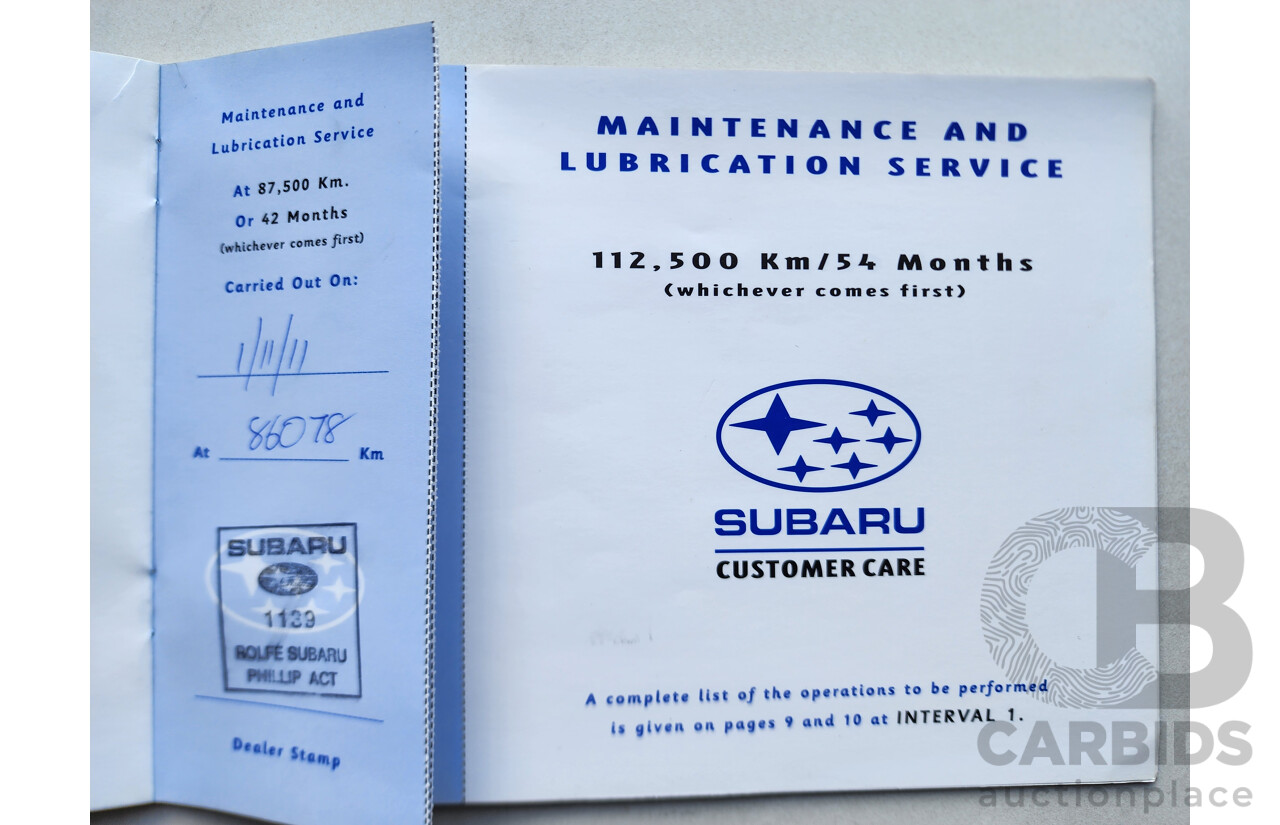 Maintenance and
Lubrication Service
At 87,500 Km.
Or 42 Months
(whichever comes first)
Carried Out On:
1/11/11
At 86078 Km
SUBARU
1139
ROLFE SUBARU
PHILLIP ACT
Dealer Stamp
MAINTENANCE AND
LUBRICATION SERVICE
112,500 Km/54 Months
(whichever comes first)
SUBARU
CUSTOMER CARE
A complete list of the operations to be performed
is given on pages 9 and 10 at INTERVAL 1.
CB
CARBIDS
auctionplace